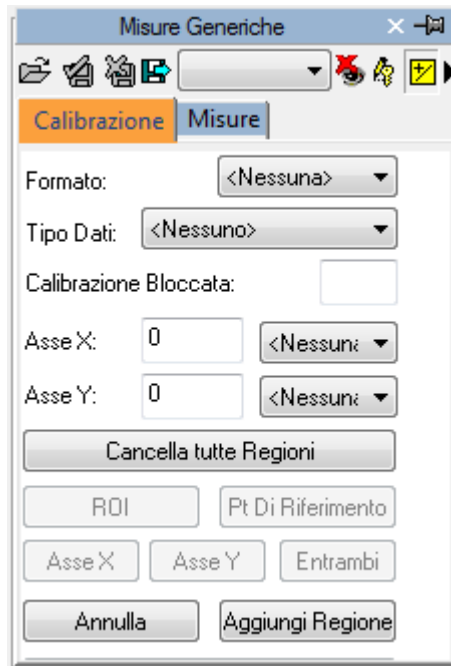 Misure Generiche
Calibrazione Misure
Formato: <Nessuna>
Tipo Dati: <Nessuno>
Calibrazione Bloccata:
Asse X: 0 <Nessuna
Asse Y: 0 <Nessuna
Cancella tutte Regioni
ROI Pt Di Riferimento
Asse X Asse Y Entrambi
Annulla Aggiungi Regione